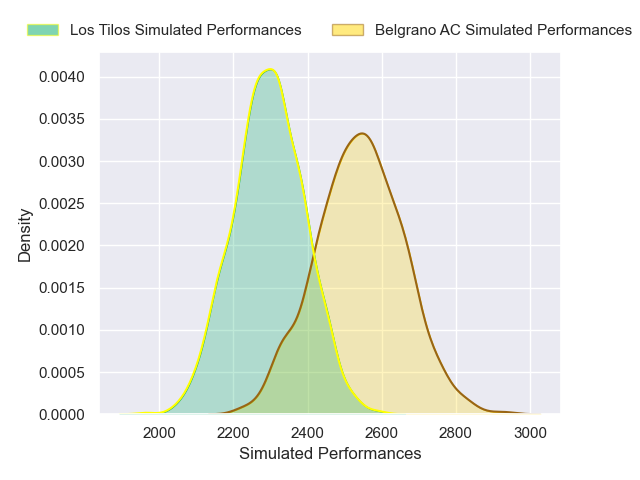 Los Tilos Simulated Performances Belgrano AC Simulated Performances
0.0040
0.0035
0.0030
0.0025
0.0020
0.0015
0.0010
0.0005
0.0000
Density
2000 2200 2400 2600 2800 3000
Simulated Performances